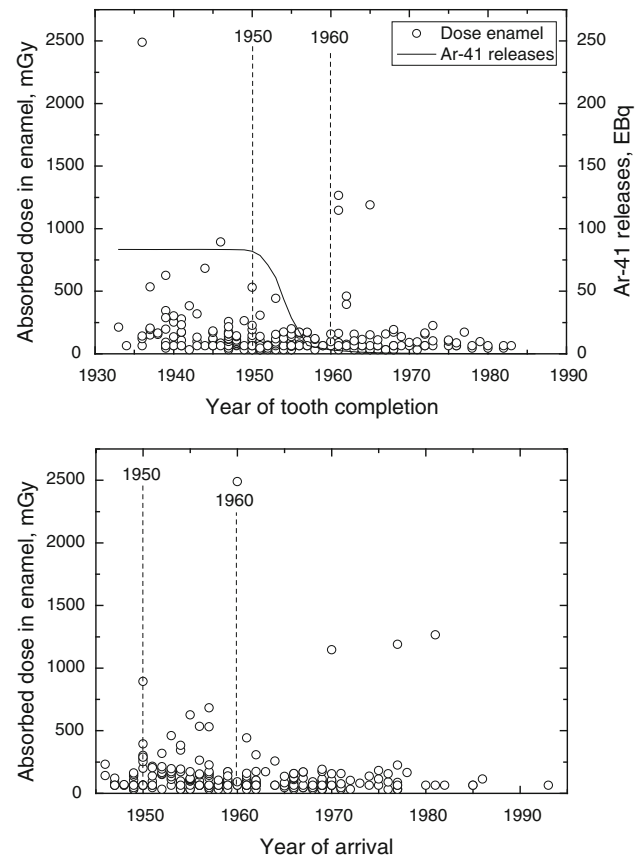 2500
2000
1500
1000
500
0
Absorbed dose in enamel, mGy
1950
1960
Dose enamel
Ar-41 releases
250
200
150
100
50
0
Ar-41 releases, EBq
1930 1940 1950 1960 1970 1980 1990
Year of tooth completion
2500
2000
1500
1000
500
0
Absorbed dose in enamel, mGy
1950
1960
1950 1960 1970 1980 1990
Year of arrival